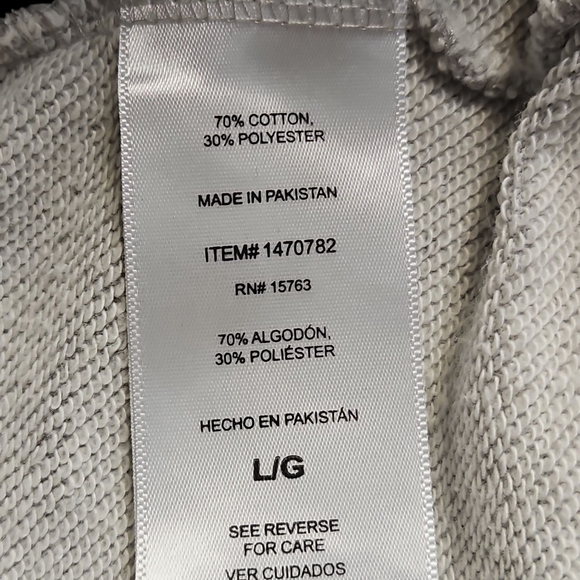 70% COTTON,
30% POLYESTER
MADE IN PAKISTAN
ITEM# 1470782
RN# 15763
70% ALGODÓN,
30% POLIÉSTER
HECHO EN PAKISTÁN
L/G
SEE REVERSE
FOR CARE
VER CUIDADOS